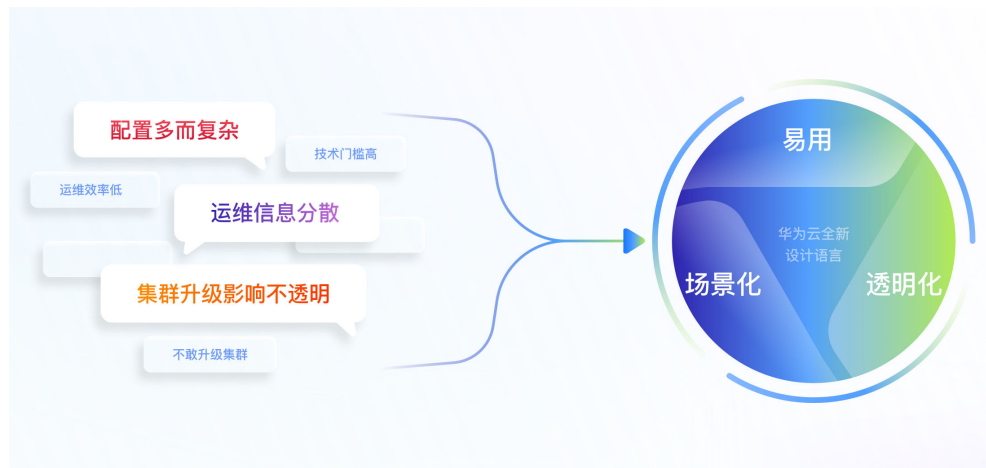 配置多而复杂
技术门槛高
运维效率低
运维信息分散
集群升级影响不透明
不敢升级集群
易用
华为云全新
设计语言
场景化
透明化